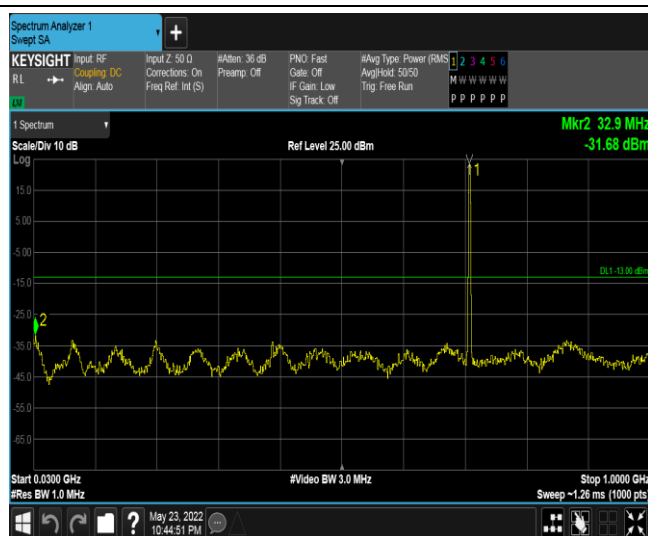 Spectrum Analyzer 1
Swept SA
+
KEYSIGHT
RL
LM
Input: RF
Coupling: DC
Align: Auto
Input Z: 50 Ω
Corrections: On
Freq Ref: Int (S)
#Atten: 36 dB
Preamp: Off
PNO: Fast
Gate: Off
IF Gain: Low
Sig Track: Off
#Avg Type: Power (RMS
Avg|Hold: 50/50
Trig: Free Run
1 2 3 4 5 6
M W W W W W
P P P P P P
1 Spectrum
Scale/Div 10 dB
Ref Level 25.00 dBm
Mkr2 32.9 MHz
-31.68 dBm
Log
15.0
5.00
-5.00
-15.0
-25.0
-35.0
-45.0
-55.0
-65.0
1
2
DL1 -13.00 dBm
Start 0.0300 GHz
#Res BW 1.0 MHz
#Video BW 3.0 MHz
Stop 1.0000 GHz
Sweep ~1.26 ms (1000 pts)
?
May 23, 2022
10:44:51 PM